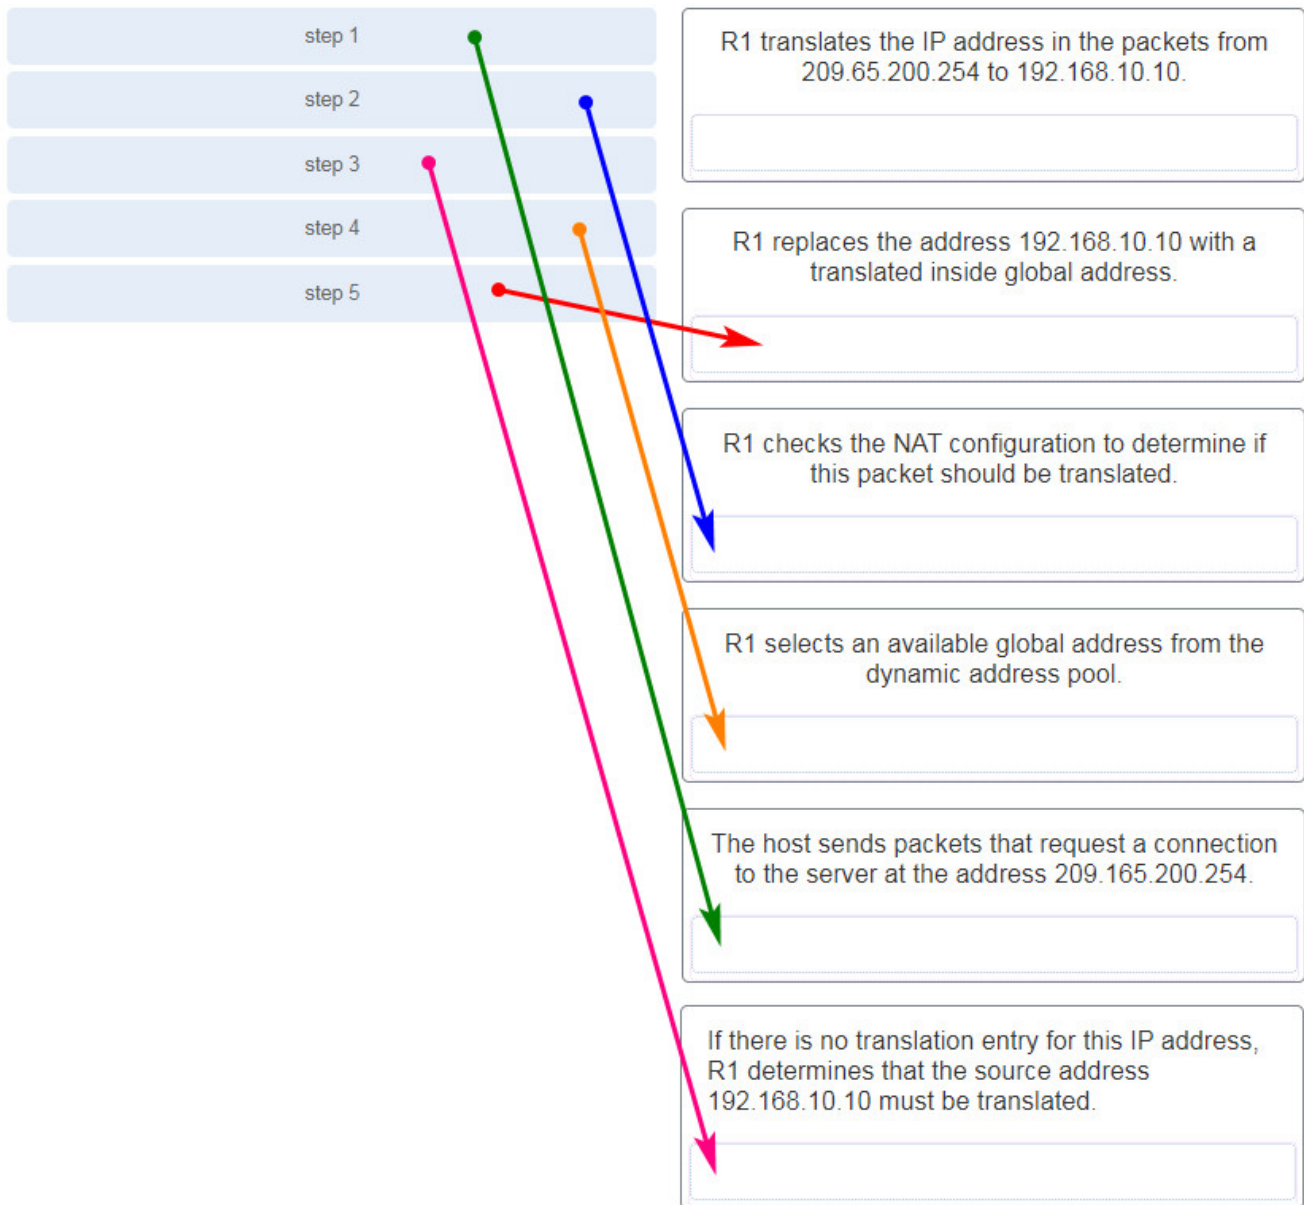 step 1
step 2
step 3
step 4
step 5
R1 translates the IP address in the packets from
209.65.200.254 to 192.168.10.10.
R1 replaces the address 192.168.10.10 with a
translated inside global address.
R1 checks the NAT configuration to determine if
this packet should be translated.
R1 selects an available global address from the
dynamic address pool.
The host sends packets that request a connection
to the server at the address 209.165.200.254.
If there is no translation entry for this IP address,
R1 determines that the source address
192.168.10.10 must be translated.